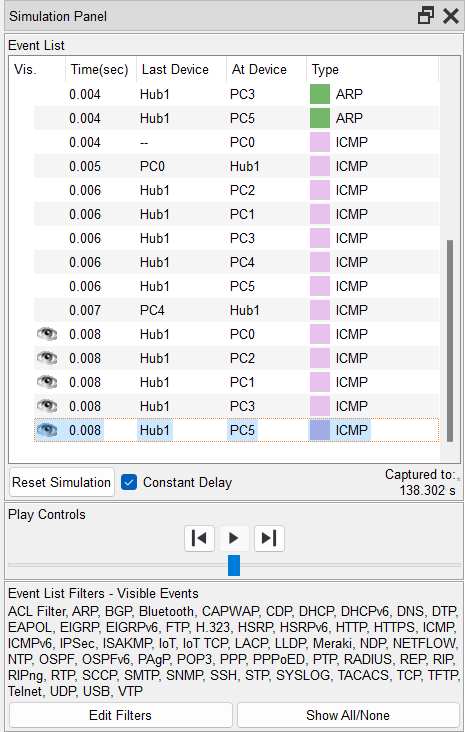 Simulation Panel
Event List
Vis. Time(sec) Last Device At Device Type
0.004 Hub1 PC3 ARP
0.004 Hub1 PC5 ARP
0.004 -- PC0 ICMP
0.005 PC0 Hub1 ICMP
0.006 Hub1 PC2 ICMP
0.006 Hub1 PC1 ICMP
0.006 Hub1 PC3 ICMP
0.006 Hub1 PC4 ICMP
0.006 Hub1 PC5 ICMP
0.007 PC4 Hub1 ICMP
0.008 Hub1 PC0 ICMP
0.008 Hub1 PC2 ICMP
0.008 Hub1 PC1 ICMP
0.008 Hub1 PC3 ICMP
0.008 Hub1 PC5 ICMP
Reset Simulation Constant Delay Captured to:
138.302 s
Play Controls
Event List Filters - Visible Events
ACL Filter, ARP, BGP, Bluetooth, CAPWAP, CDP, DHCP, DHCPv6, DNS, DTP,
EAPOL, EIGRP, EIGRPv6, FTP, H.323, HSRP, HSRPv6, HTTP, HTTPS, ICMP,
ICMPv6, IPSec, ISAKMP, IoT, IoT TCP, LACP, LLDP, Meraki, NDP, NETFLOW,
NTP, OSPF, OSPFv6, PAgP, POP3, PPP, PPPoED, PTP, RADIUS, REP, RIP,
RIPng, RTP, SCCP, SMTP, SNMP, SSH, STP, SYSLOG, TACACS, TCP, TFTP,
Telnet, UDP, USB, VTP
Edit Filters Show All/None